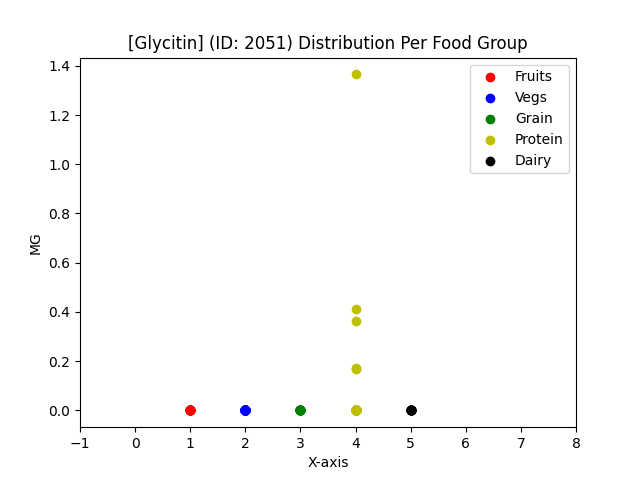 [Glycitin] (ID: 2051) Distribution Per Food Group
Fruits
Vegs
Grain
Protein
Dairy
MG
1.4
1.2
1.0
0.8
0.6
0.4
0.2
0.0
−1 0 1 2 3 4 5 6 7 8
X-axis